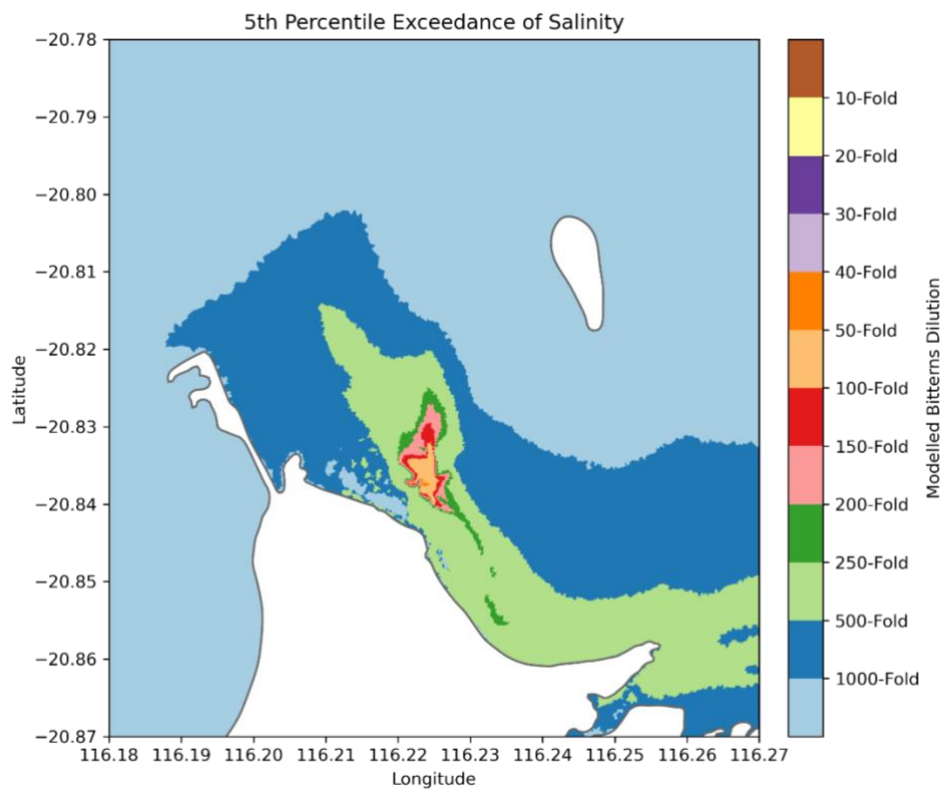 5th Percentile Exceedance of Salinity
−20.78
−20.79
−20.80
−20.81
−20.82
−20.83
−20.84
−20.85
−20.86
−20.87
Latitude
116.18 116.19 116.20 116.21 116.22 116.23 116.24 116.25 116.26 116.27
Longitude
10-Fold
20-Fold
30-Fold
40-Fold
50-Fold
100-Fold
150-Fold
200-Fold
250-Fold
500-Fold
1000-Fold
Modelled Bitterns Dilution